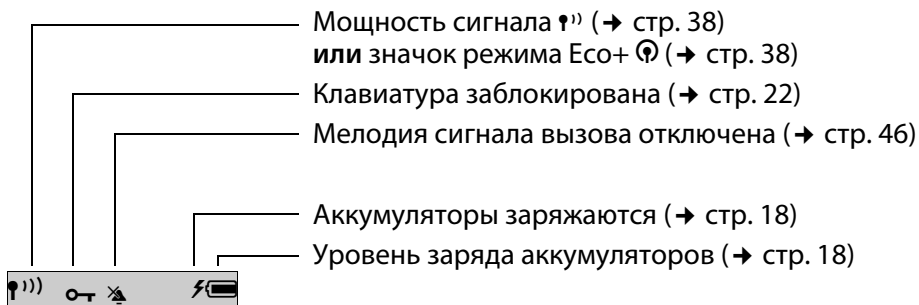 Мощность сигнала (➔ стр. 38)
или значок режима Eco+ (➔ стр. 38)
Клавиатура заблокирована (➔ стр. 22)
Мелодия сигнала вызова отключена (➔ стр. 46)
Аккумуляторы заряжаются (➔ стр. 18)
Уровень заряда аккумуляторов (➔ стр. 18)